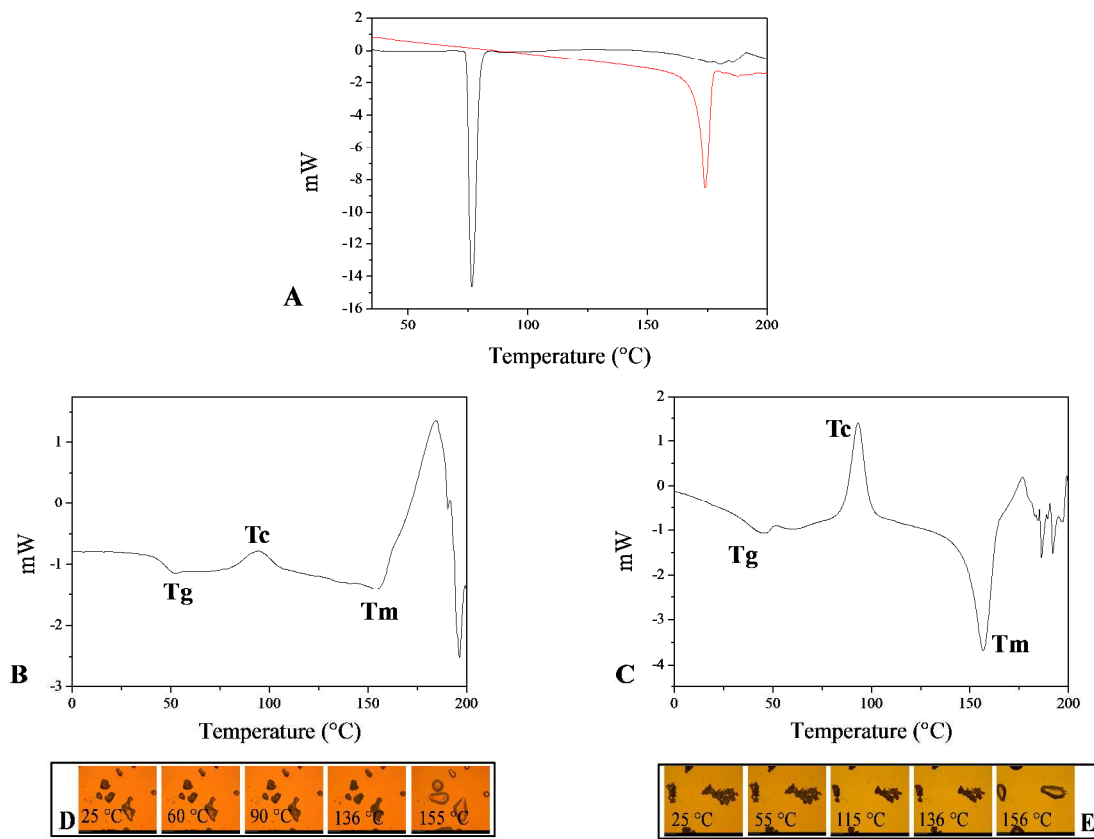 2
0
-2
-4
-6
-8
-10
-12
-14
-16
mW
50
100
150
200
Temperature (°C)
A
1
0
-1
-2
-3
mW
Tg
Tc
Tm
0
50
100
150
200
Temperature (°C)
B
2
1
0
-1
-2
-3
-4
mW
Tg
Tc
Tm
0
50
100
150
200
Temperature (°C)
C
D
25 °C
60 °C
90 °C
136 °C
155 °C
25 °C
55 °C
115 °C
136 °C
156 °C
E